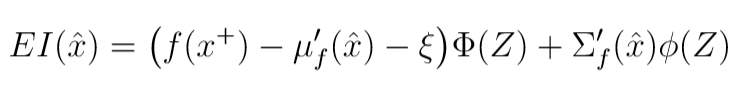 EI(x̂) = (f(x⁺) − μ′_f(x̂) − ξ)Φ(Z) + Σ′_f(x̂)ϕ(Z)